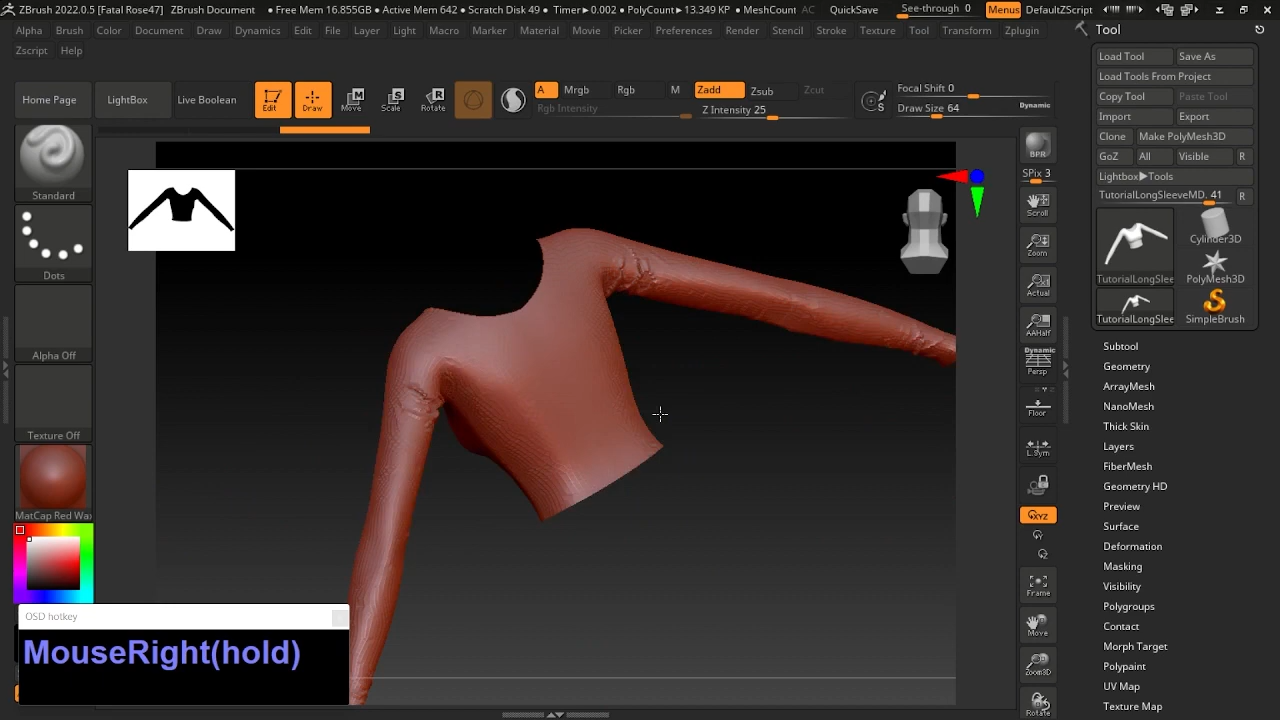 ZBrush 2022.0.5 [Fatal Rose47] ZBrush Document • Free Mem 16.855GB • Active Mem 642 • Scratch Disk 49 • Timer▶0.002 • PolyCount▶13.349 KP • MeshCount AC QuickSave See-through 0 Menus DefaultZScript
Alpha Brush Color Document Draw Dynamics Edit File Layer Light Macro Marker Material Movie Picker Preferences Render Stencil Stroke Texture Tool Transform Zplugin
Zscript Help
Home Page LightBox Live Boolean Edit Draw Move Scale Rotate A Mrgb Rgb M Zadd Zsub Zcut Focal Shift 0
Rgb Intensity Z Intensity 25 Draw Size 64 Dynamic
Standard
Dots
Alpha Off
Texture Off
MatCap Red Wax
OSD hotkey
MouseRight(hold)
BPR
SPix 3
Scroll
Zoom
Actual
AAHalf
Dynamic
Persp
Floor
L.Sym
XYZ
Frame
Move
Zoom3D
Rotate
Tool
Load Tool Save As
Load Tools From Project
Copy Tool Paste Tool
Import Export
Clone Make PolyMesh3D
GoZ All Visible R
Lightbox▶Tools
TutorialLongSleeveMD. 41 R
TutorialLongSlee Cylinder3D
PolyMesh3D
TutorialLongSlee SimpleBrush
Subtool
Geometry
ArrayMesh
NanoMesh
Thick Skin
Layers
FiberMesh
Geometry HD
Preview
Surface
Deformation
Masking
Visibility
Polygroups
Contact
Morph Target
Polypaint
UV Map
Texture Map